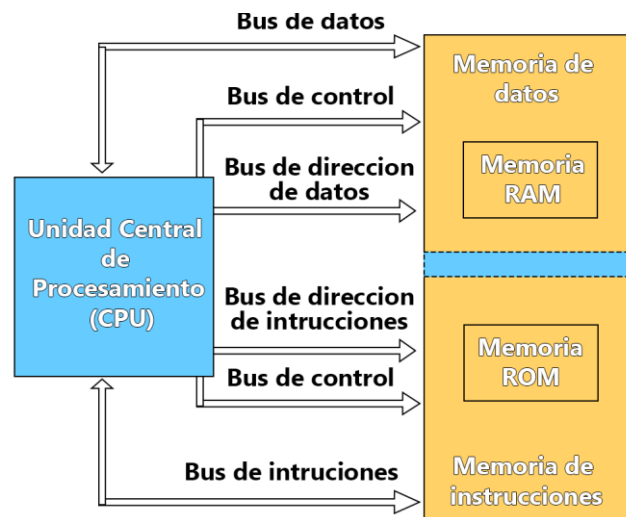 Bus de datos
Memoria de
datos
Bus de control
Bus de direccion
de datos
Memoria
RAM
Unidad Central
de
Procesamiento
(CPU)
Bus de direccion
de intrucciones
Memoria
ROM
Bus de control
Bus de intruciones
Memoria de
instrucciones